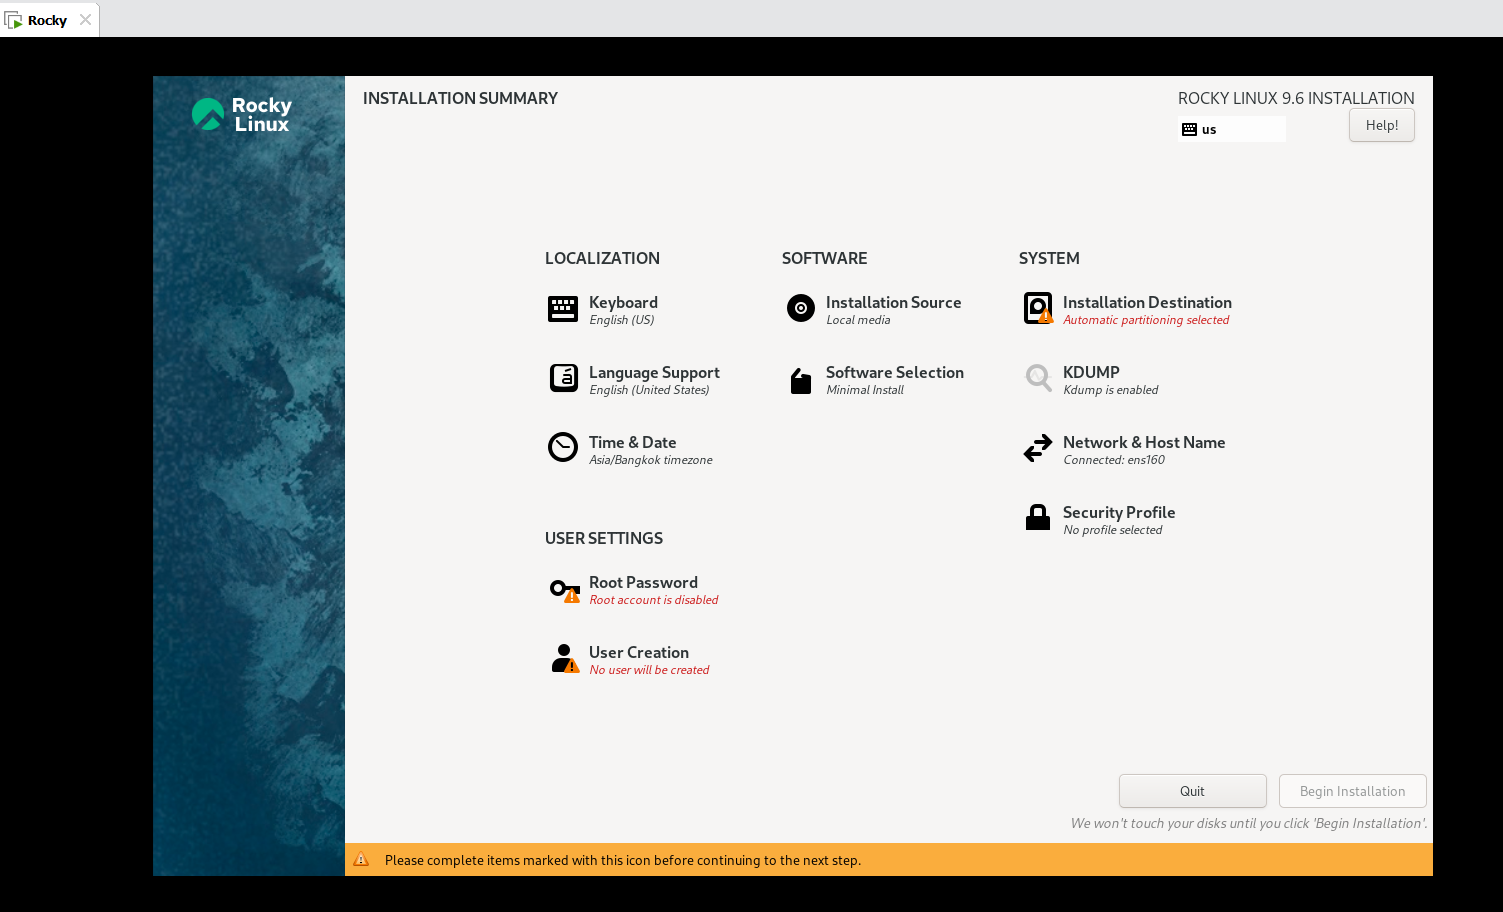 Rocky
Rocky
Linux
INSTALLATION SUMMARY
ROCKY LINUX 9.6 INSTALLATION
us
Help!
LOCALIZATION
Keyboard
English (US)
Language Support
English (United States)
Time & Date
Asia/Bangkok timezone
SOFTWARE
Installation Source
Local media
Software Selection
Minimal Install
SYSTEM
Installation Destination
Automatic partitioning selected
KDUMP
Kdump is enabled
Network & Host Name
Connected: ens160
Security Profile
No profile selected
USER SETTINGS
Root Password
Root account is disabled
User Creation
No user will be created
Quit
Begin Installation
We won't touch your disks until you click 'Begin Installation'.
Please complete items marked with this icon before continuing to the next step.